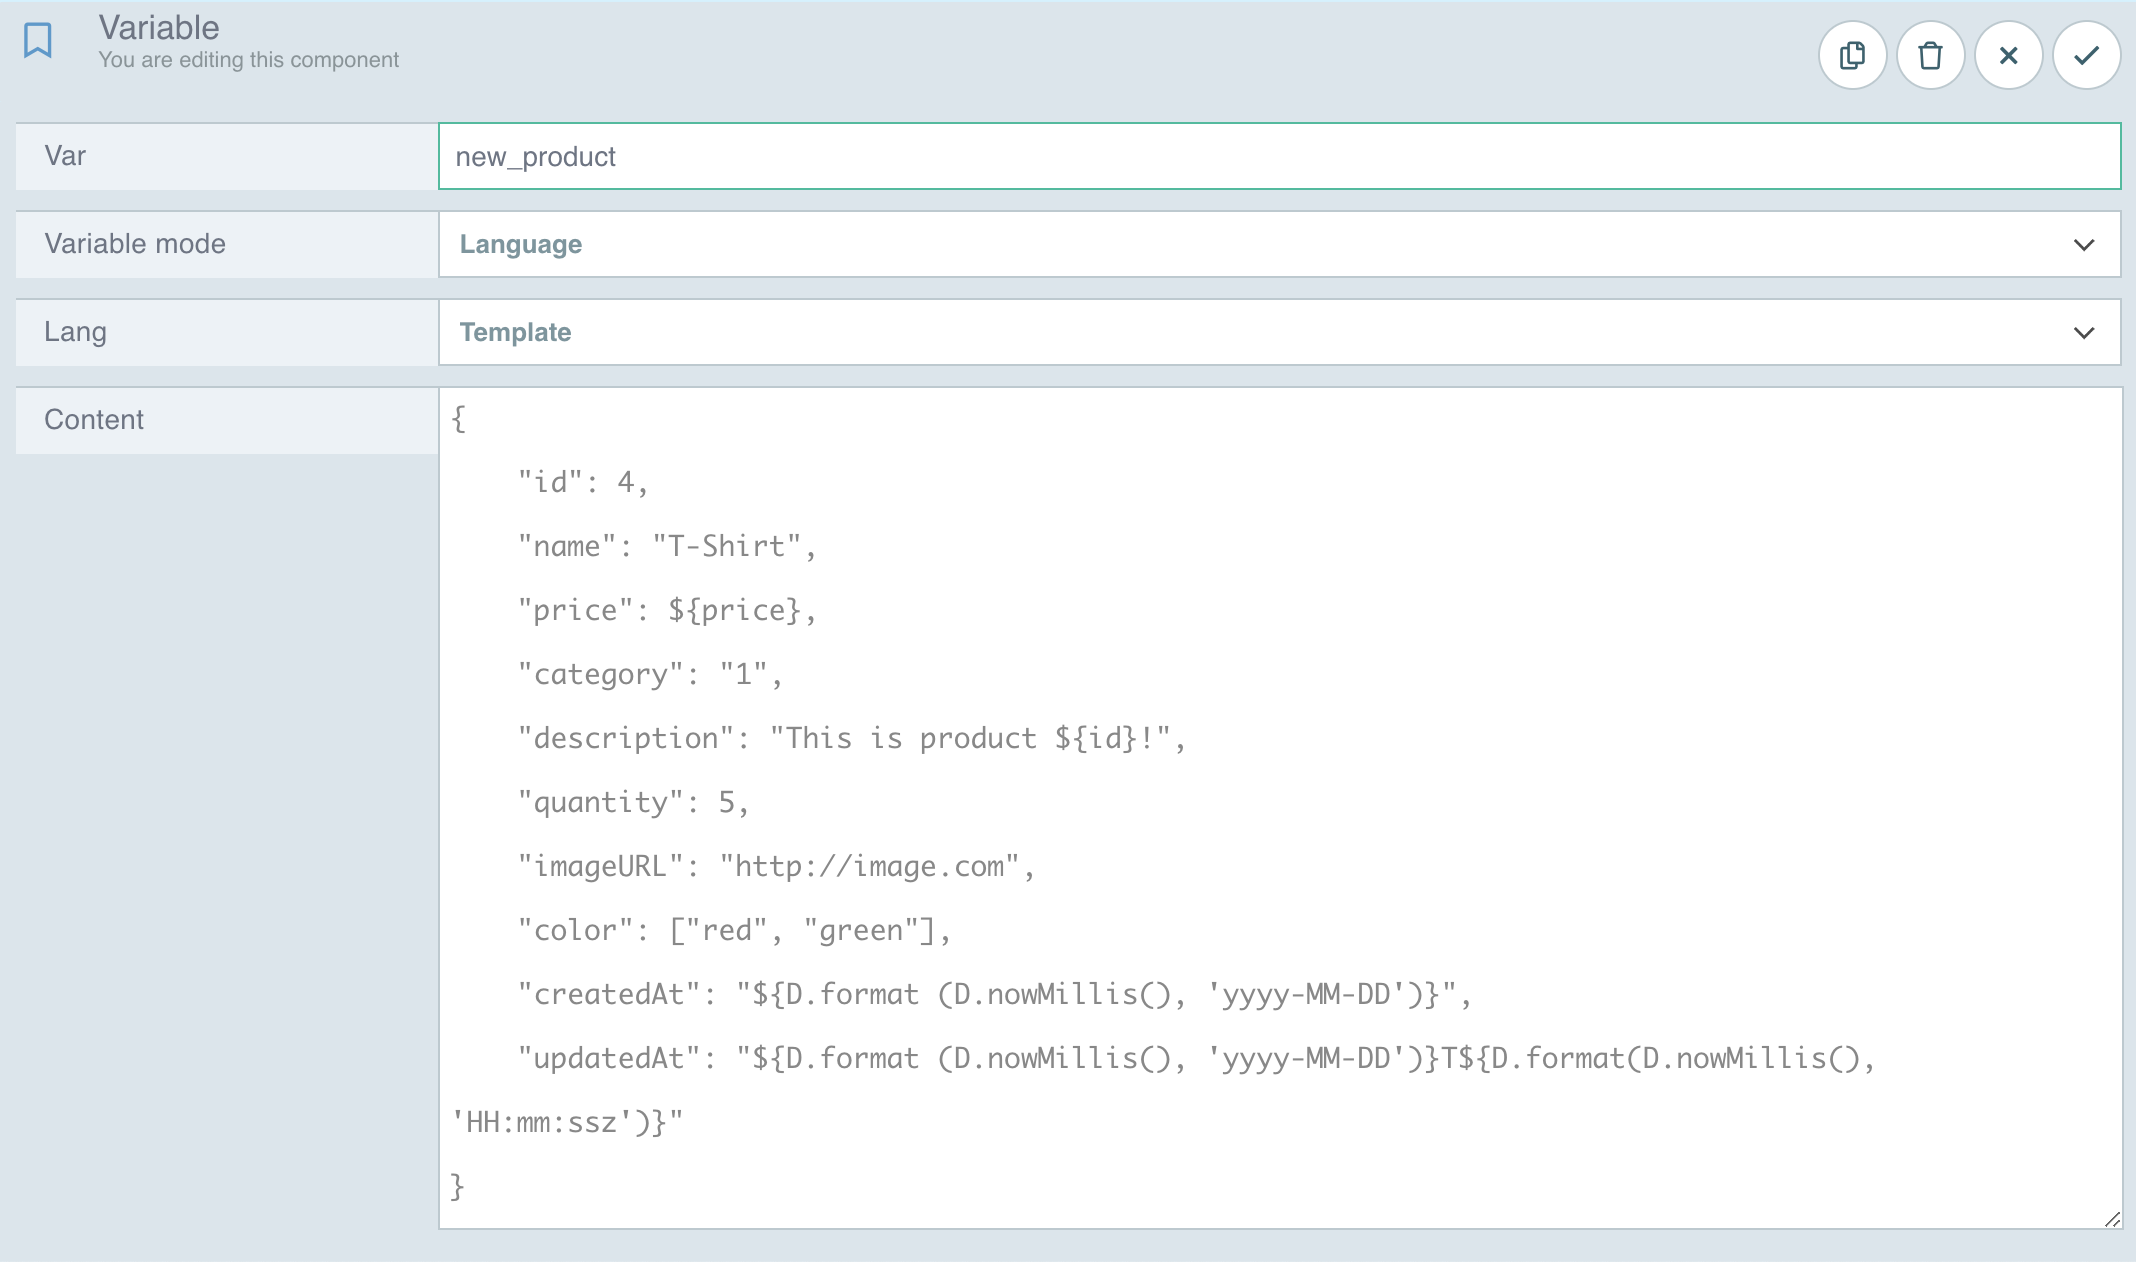 Variable
You are editing this component
Var
new_product
Variable mode
Language
Lang
Template
Content
{
    "id": 4,
    "name": "T-Shirt",
    "price": ${price},
    "category": "1",
    "description": "This is product ${id}!",
    "quantity": 5,
    "imageURL": "http://image.com",
    "color": ["red", "green"],
    "createdAt": "${D.format (D.nowMillis(), 'yyyy-MM-DD')}",
    "updatedAt": "${D.format (D.nowMillis(), 'yyyy-MM-DD')}T${D.format(D.nowMillis(),
'HH:mm:ssz')}"
}